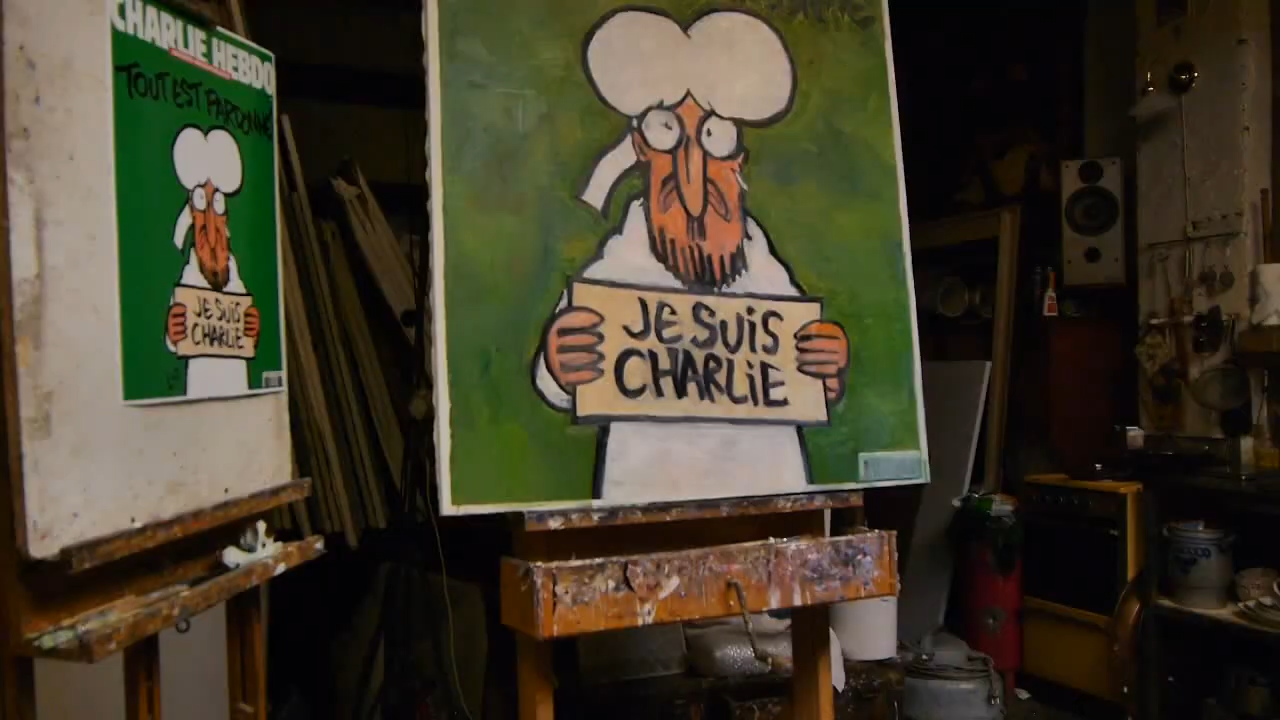 CHARLIE HEBDO
TOUT EST PARDONNÉ
JE SUiS
CHARLiE
JE SUiS
CHARLiE